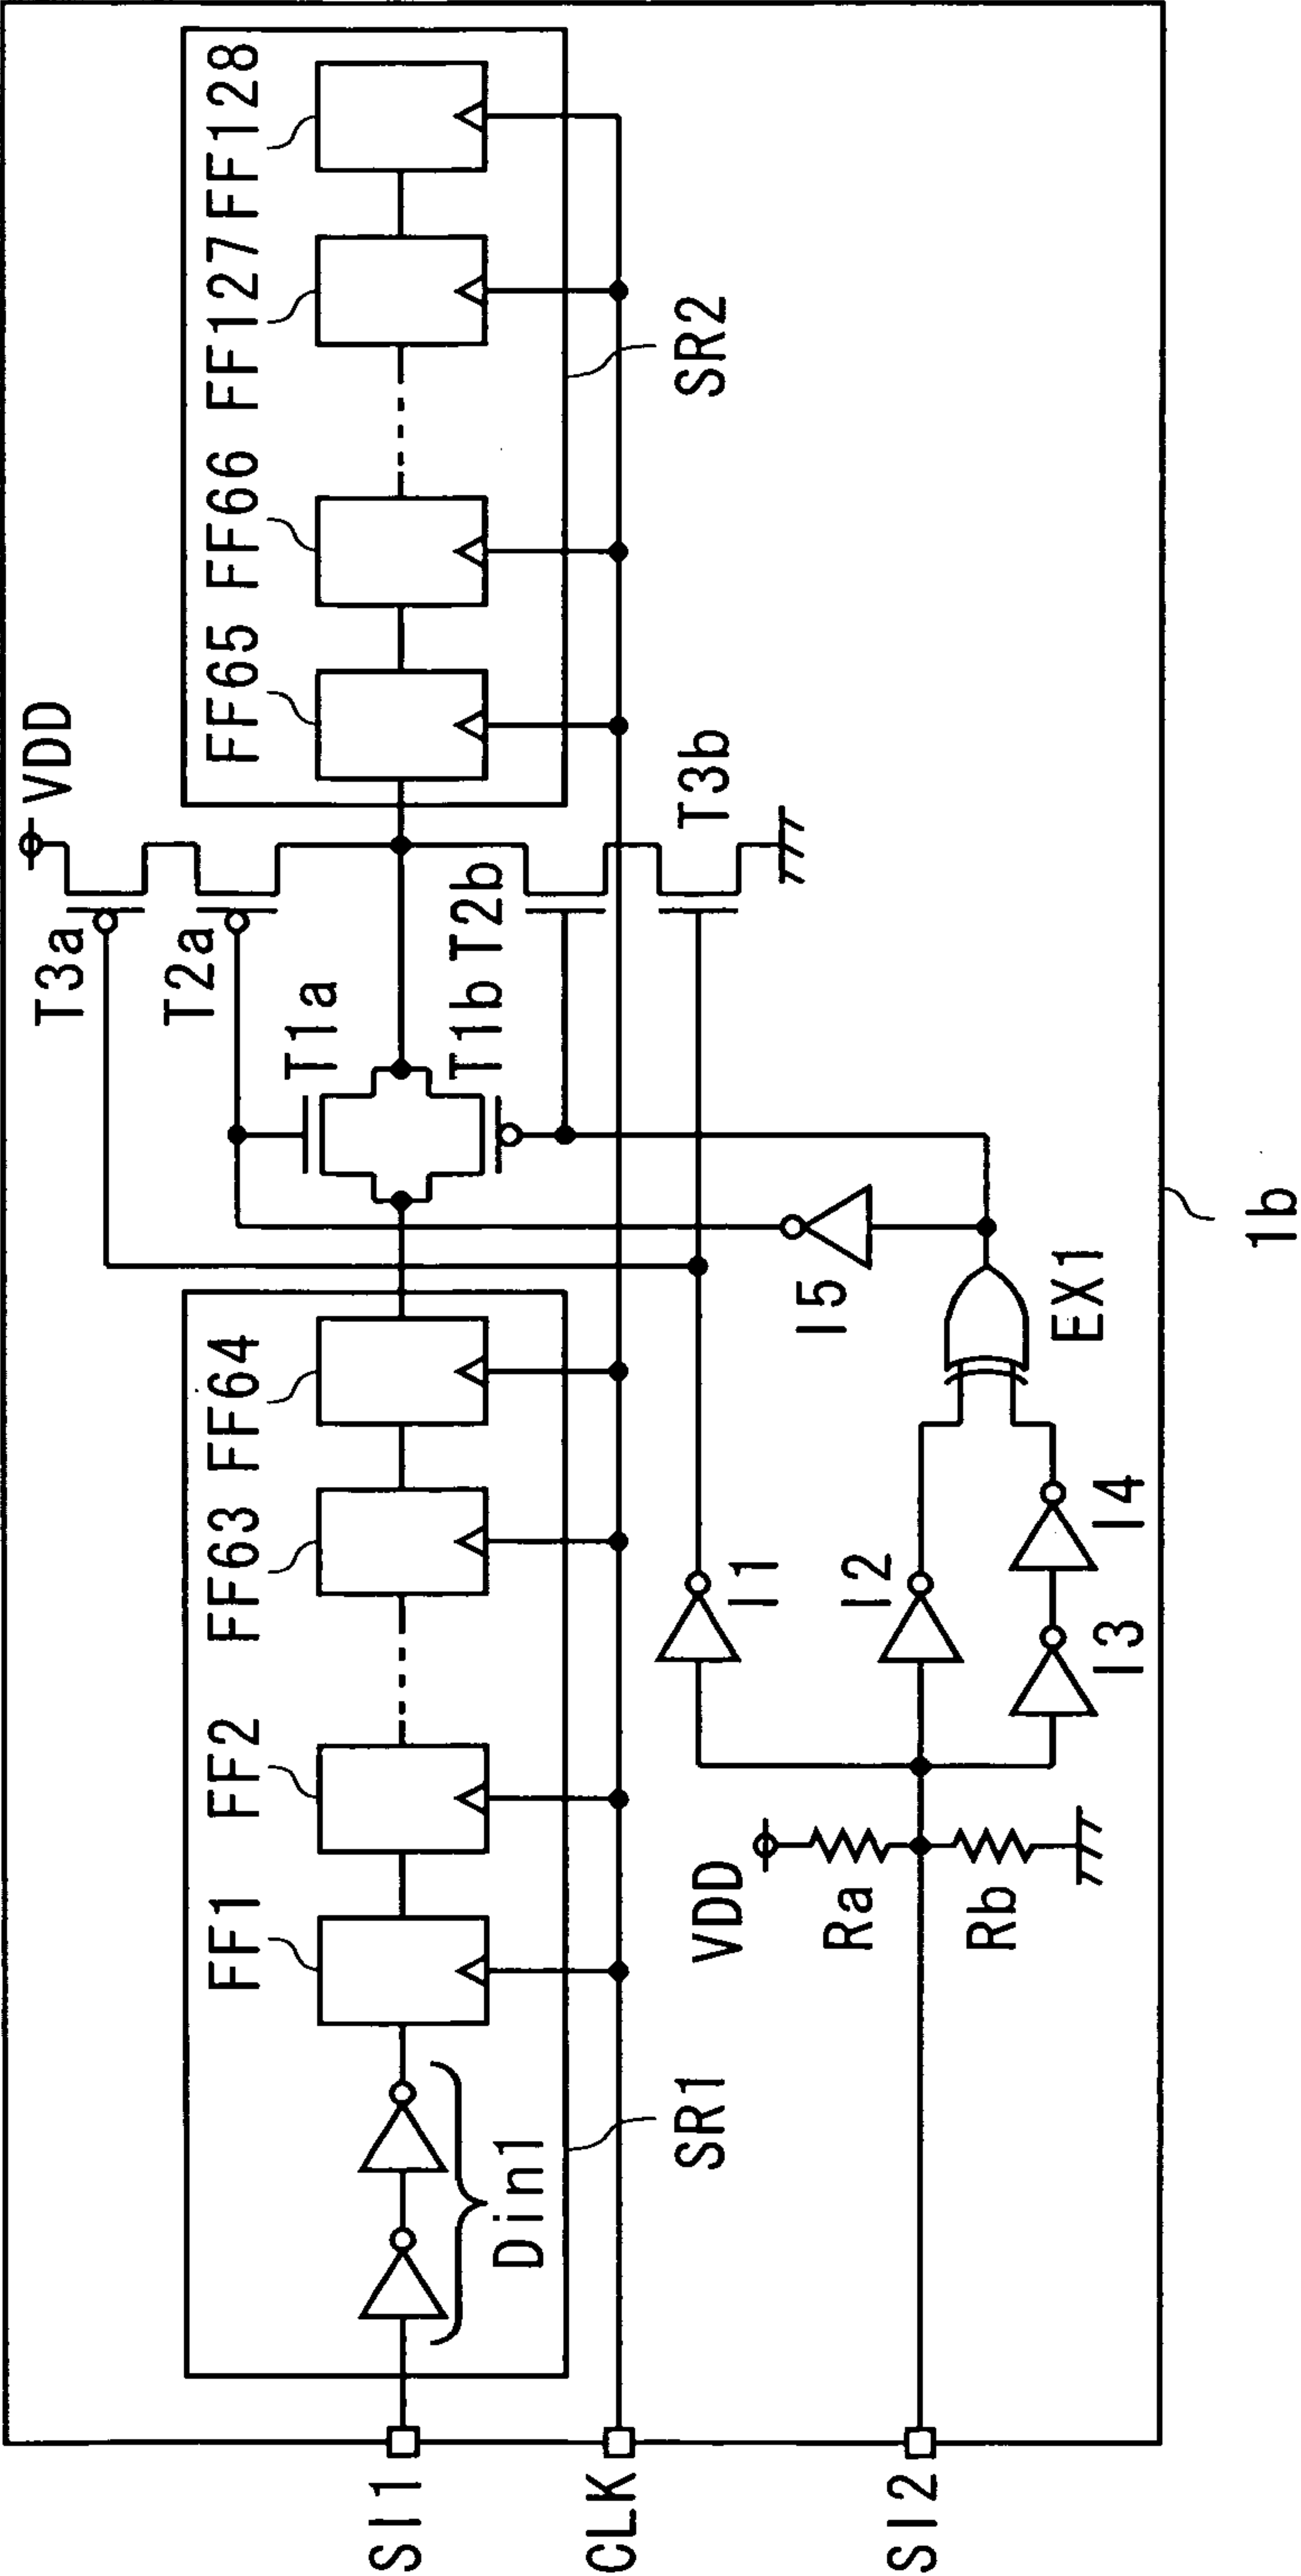 VDD
T3a
T2a
T1a
T1b T2b
T3b
FF1 FF2 FF63 FF64
FF65 FF66 FF127 FF128
Din1
SR1
SR2
SI1
CLK
SI2
VDD
Ra
Rb
I1
I2
I3 I4
I5
EX1
1b